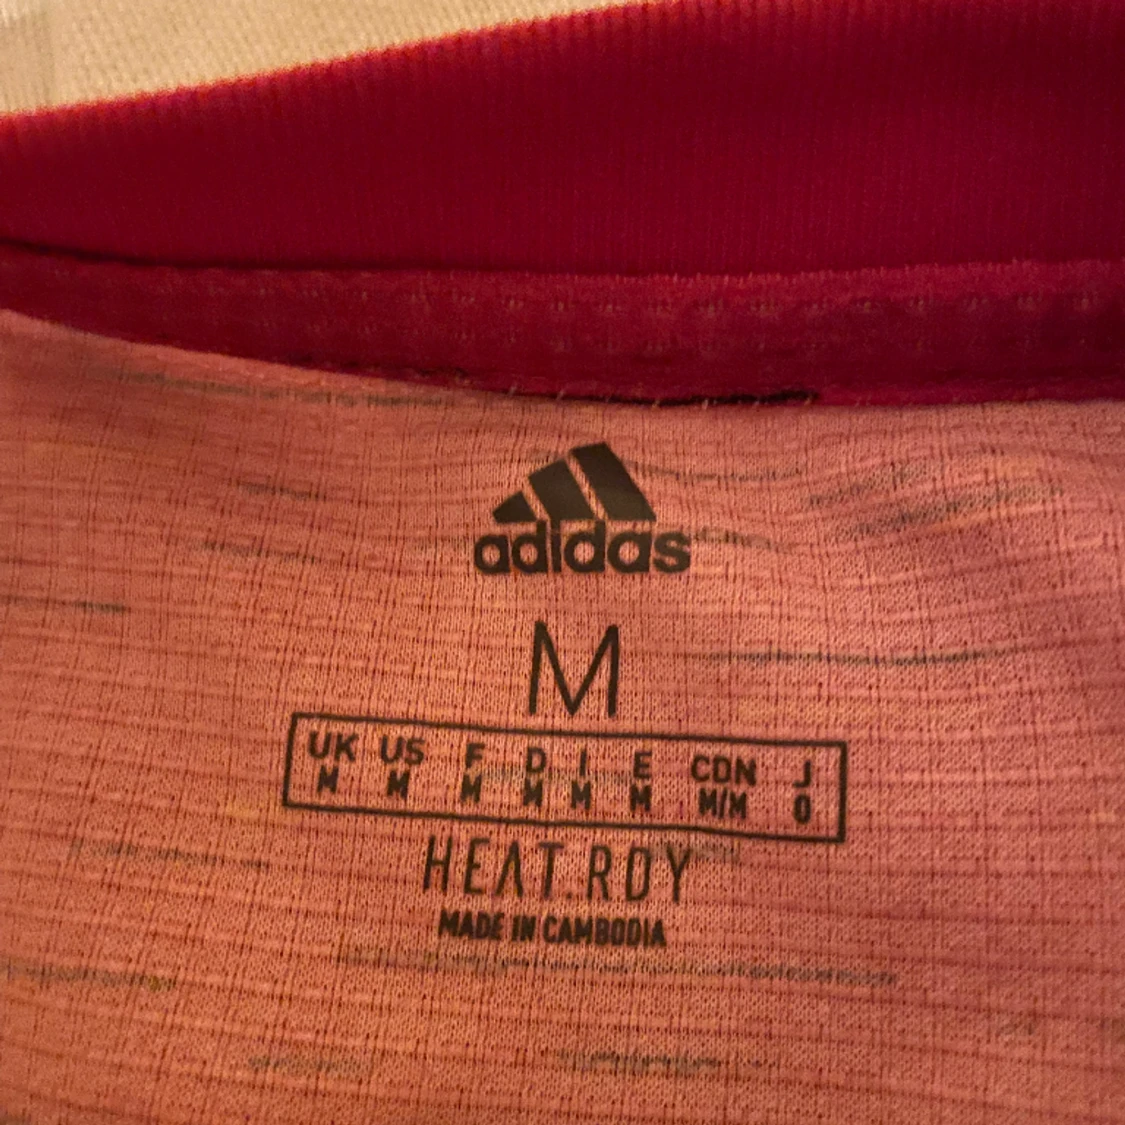 adidas
M
UK US F D I E CDN J
M M M M M M M/M O
HEAT.RDY
MADE IN CAMBODIA